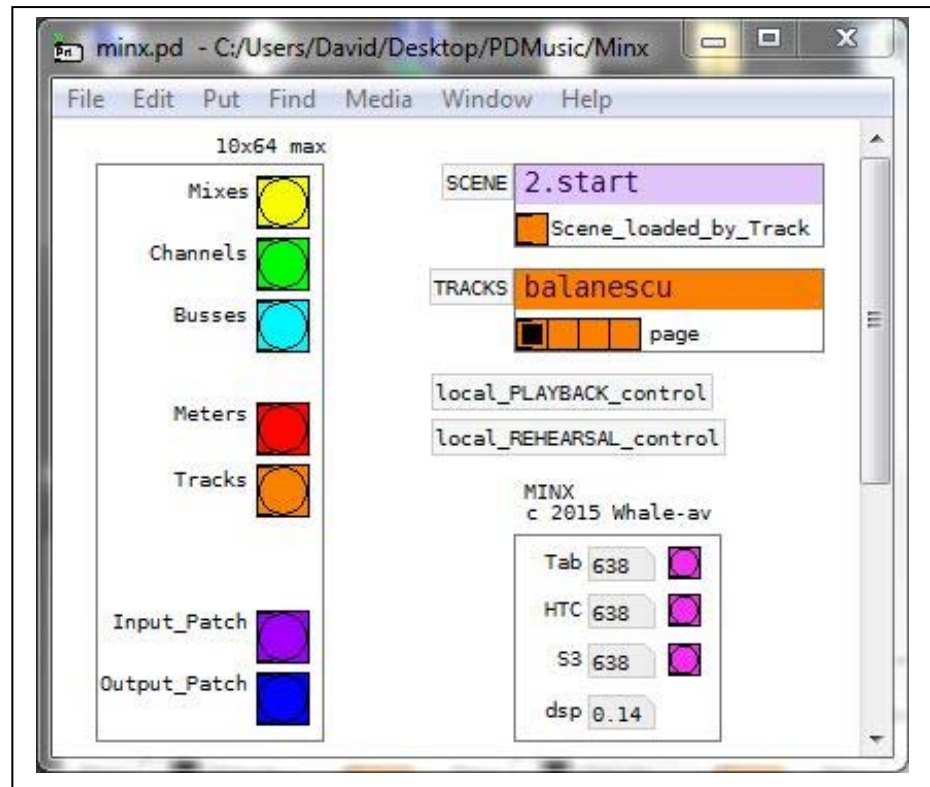 minx.pd - C:/Users/David/Desktop/PDMusic/Minx
File Edit Put Find Media Window Help
10x64 max
Mixes
Channels
Busses
Meters
Tracks
Input_Patch
Output_Patch
SCENE 2.start
Scene_loaded_by_Track
TRACKS balanescu
page
local_PLAYBACK_control
local_REHEARSAL_control
MINX
c 2015 Whale-av
Tab 638
HTC 638
S3 638
dsp 0.14